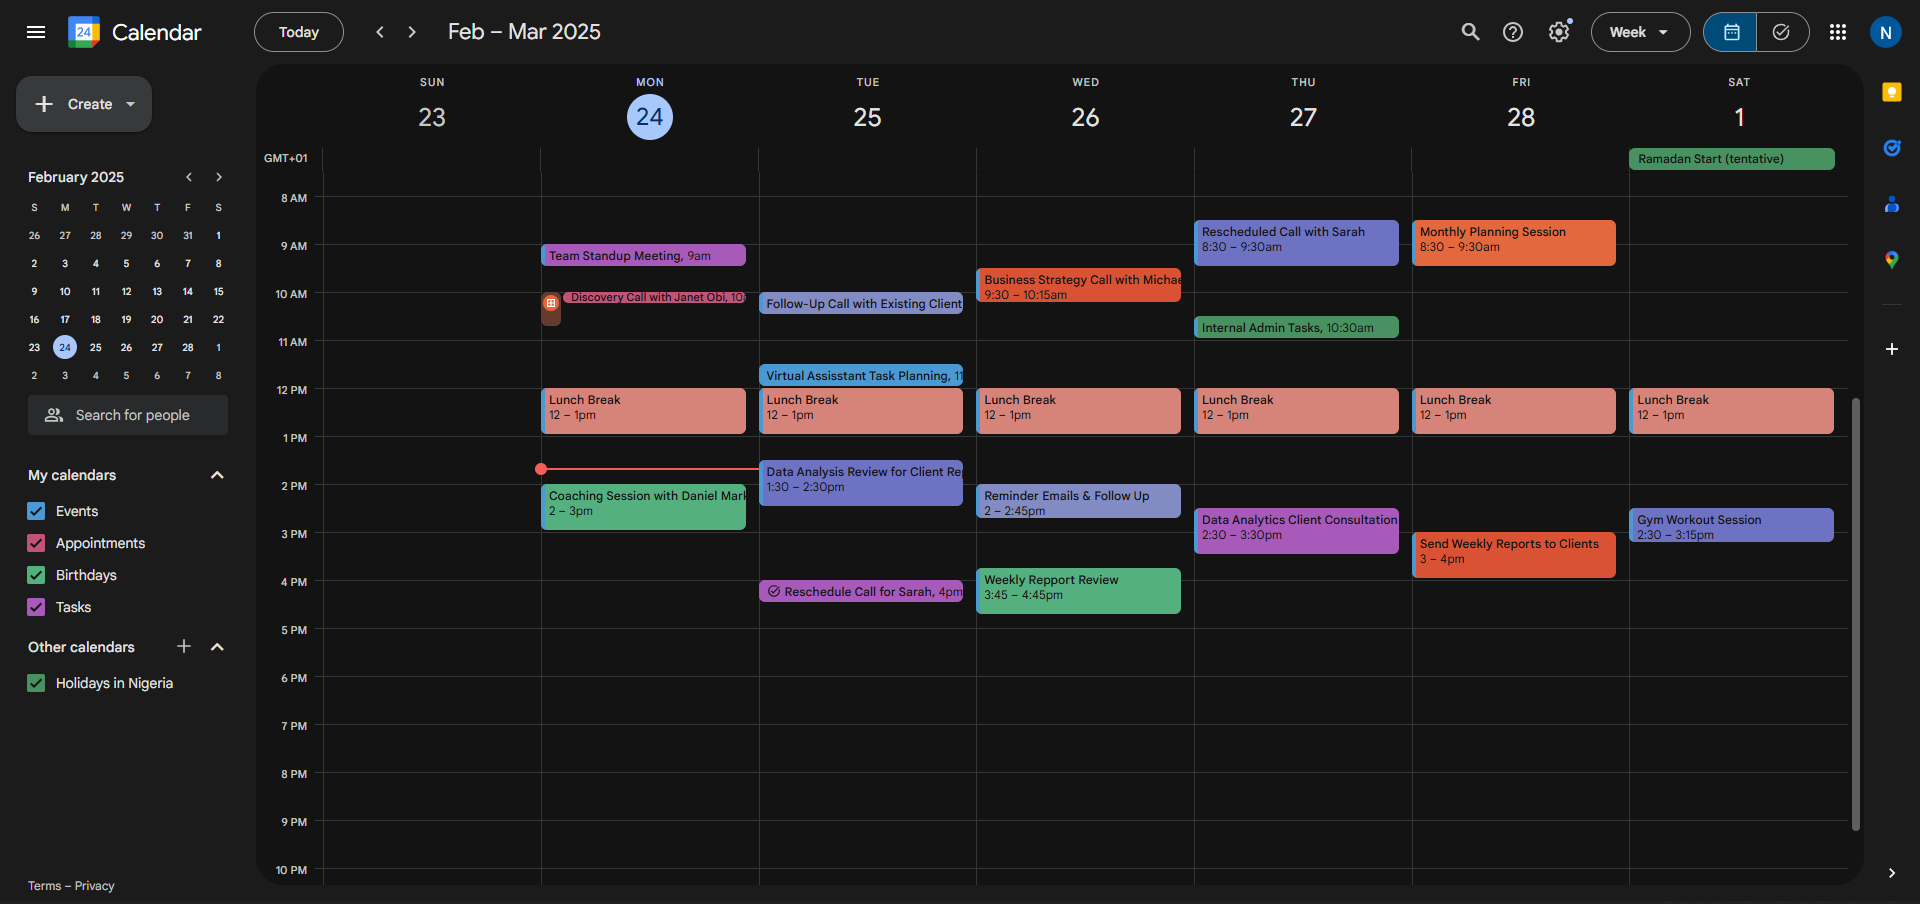 24 Calendar
Today
Feb – Mar 2025
Week
N
Create
February 2025
S M T W T F S
26 27 28 29 30 31 1
2 3 4 5 6 7 8
9 10 11 12 13 14 15
16 17 18 19 20 21 22
23 24 25 26 27 28 1
2 3 4 5 6 7 8
Search for people
My calendars
Events
Appointments
Birthdays
Tasks
Other calendars
Holidays in Nigeria
Terms – Privacy
SUN MON TUE WED THU FRI SAT
23 24 25 26 27 28 1
GMT+01
Ramadan Start (tentative)
8 AM
9 AM
10 AM
11 AM
12 PM
1 PM
2 PM
3 PM
4 PM
5 PM
6 PM
7 PM
8 PM
9 PM
10 PM
Team Standup Meeting, 9am
Discovery Call with Janet Obi, 10
Lunch Break
12 – 1pm
Coaching Session with Daniel Mark
2 – 3pm
Follow-Up Call with Existing Client
Virtual Assisstant Task Planning, 11
Lunch Break
12 – 1pm
Data Analysis Review for Client Rep
1:30 – 2:30pm
Reschedule Call for Sarah, 4pm
Business Strategy Call with Michae
9:30 – 10:15am
Lunch Break
12 – 1pm
Reminder Emails & Follow Up
2 – 2:45pm
Weekly Repport Review
3:45 – 4:45pm
Rescheduled Call with Sarah
8:30 – 9:30am
Internal Admin Tasks, 10:30am
Lunch Break
12 – 1pm
Data Analytics Client Consultation
2:30 – 3:30pm
Monthly Planning Session
8:30 – 9:30am
Lunch Break
12 – 1pm
Send Weekly Reports to Clients
3 – 4pm
Lunch Break
12 – 1pm
Gym Workout Session
2:30 – 3:15pm